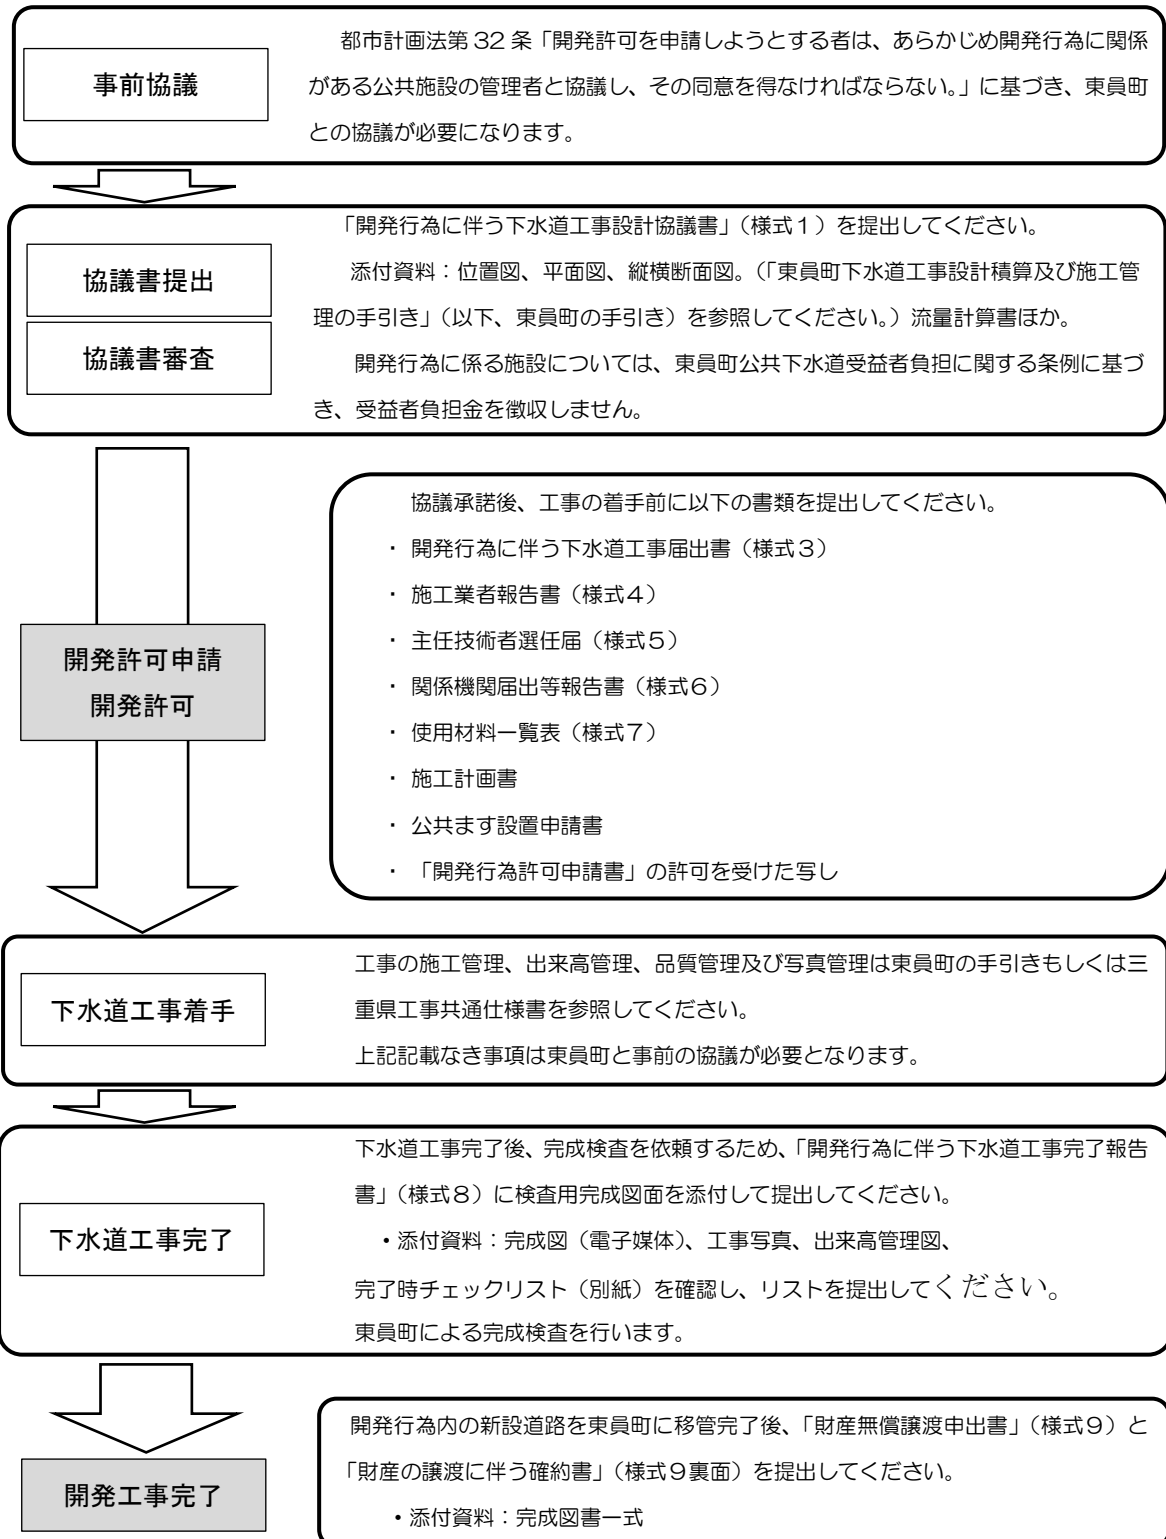 事前協議
都市計画法第 32 条「開発許可を申請しようとする者は、あらかじめ開発行為に関係
がある公共施設の管理者と協議し、その同意を得なければならない。」に基づき、東員町
との協議が必要になります。
協議書提出
協議書審査
「開発行為に伴う下水道工事設計協議書」（様式１）を提出してください。
添付資料：位置図、平面図、縦横断面図。（「東員町下水道工事設計積算及び施工管
理の手引き」（以下、東員町の手引き）を参照してください。）流量計算書ほか。
開発行為に係る施設については、東員町公共下水道受益者負担に関する条例に基づ
き、受益者負担金を徴収しません。
開発許可申請
開発許可
協議承諾後、工事の着手前に以下の書類を提出してください。
・ 開発行為に伴う下水道工事届出書（様式３）
・ 施工業者報告書（様式４）
・ 主任技術者選任届（様式５）
・ 関係機関届出等報告書（様式６）
・ 使用材料一覧表（様式７）
・ 施工計画書
・ 公共ます設置申請書
・ 「開発行為許可申請書」の許可を受けた写し
下水道工事着手
工事の施工管理、出来高管理、品質管理及び写真管理は東員町の手引きもしくは三
重県工事共通仕様書を参照してください。
上記記載なき事項は東員町と事前の協議が必要となります。
下水道工事完了
下水道工事完了後、完成検査を依頼するため、「開発行為に伴う下水道工事完了報告
書」（様式８）に検査用完成図面を添付して提出してください。
・添付資料：完成図（電子媒体）、工事写真、出来高管理図、
完了時チェックリスト（別紙）を確認し、リストを提出してください。
東員町による完成検査を行います。
開発工事完了
開発行為内の新設道路を東員町に移管完了後、「財産無償譲渡申出書」（様式９）と
「財産の譲渡に伴う確約書」（様式９裏面）を提出してください。
・添付資料：完成図書一式